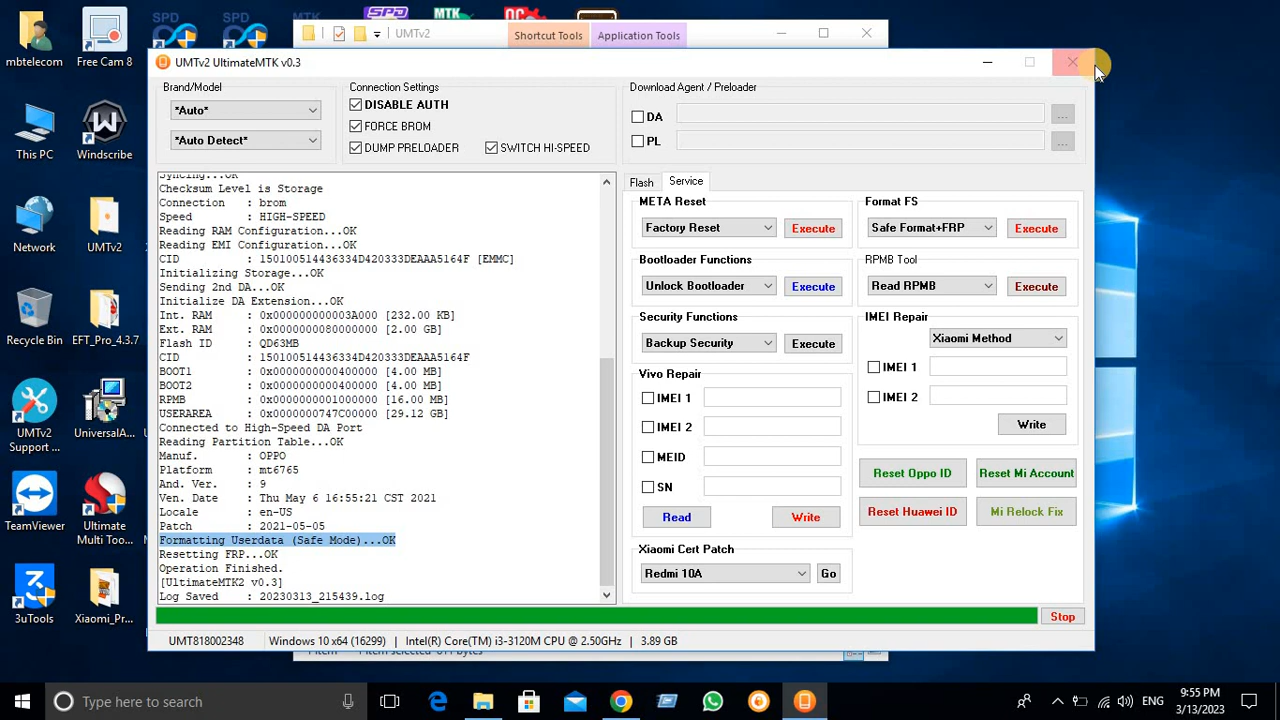 SPD
SPD
SPD
MTK
QC
mbtelecom
Free Cam 8
This PC
Windscribe
Network
UMTv2
Recycle Bin
EFT_Pro_4.3.7
UMTv2
Support ...
UniversalA...
TeamViewer
Ultimate
Multi Too...
3uTools
Xiaomi_Pr...
UMTv2
Shortcut Tools
Application Tools
UMTv2 UltimateMTK v0.3
Brand/Model
*Auto*
*Auto Detect*
Connection Settings
DISABLE AUTH
FORCE BROM
DUMP PRELOADER
SWITCH HI-SPEED
Download Agent / Preloader
DA
...
PL
...
Syncing...OK
Checksum Level is Storage
Connection : brom
Speed : HIGH-SPEED
Reading RAM Configuration...OK
Reading EMI Configuration...OK
CID : 150100514436334D420333DEAAA5164F [EMMC]
Initializing Storage...OK
Sending 2nd DA...OK
Initialize DA Extension...OK
Int. RAM : 0x000000000003A000 [232.00 KB]
Ext. RAM : 0x0000000080000000 [2.00 GB]
Flash ID : QD63MB
CID : 150100514436334D420333DEAAA5164F
BOOT1 : 0x0000000000400000 [4.00 MB]
BOOT2 : 0x0000000000400000 [4.00 MB]
RPMB : 0x0000000001000000 [16.00 MB]
USERAREA : 0x0000000747C00000 [29.12 GB]
Connected to High-Speed DA Port
Reading Partition Table...OK
Manuf. : OPPO
Platform : mt6765
And. Ver. : 9
Ven. Date : Thu May 6 16:55:21 CST 2021
Locale : en-US
Patch : 2021-05-05
Formatting Userdata (Safe Mode)...OK
Resetting FRP...OK
Operation Finished.
[UltimateMTK2 v0.3]
Log Saved : 20230313_215439.log
Flash
Service
META Reset
Factory Reset
Execute
Format FS
Safe Format+FRP
Execute
Bootloader Functions
Unlock Bootloader
Execute
RPMB Tool
Read RPMB
Execute
Security Functions
Backup Security
Execute
IMEI Repair
Xiaomi Method
IMEI 1
IMEI 2
Write
Vivo Repair
IMEI 1
IMEI 2
MEID
SN
Read
Write
Reset Oppo ID
Reset Mi Account
Reset Huawei ID
Mi Relock Fix
Xiaomi Cert Patch
Redmi 10A
Go
Stop
UMT818002348
Windows 10 x64 (16299) | Intel(R) Core(TM) i3-3120M CPU @ 2.50GHz | 3.89 GB
Type here to search
ENG
9:55 PM
3/13/2023